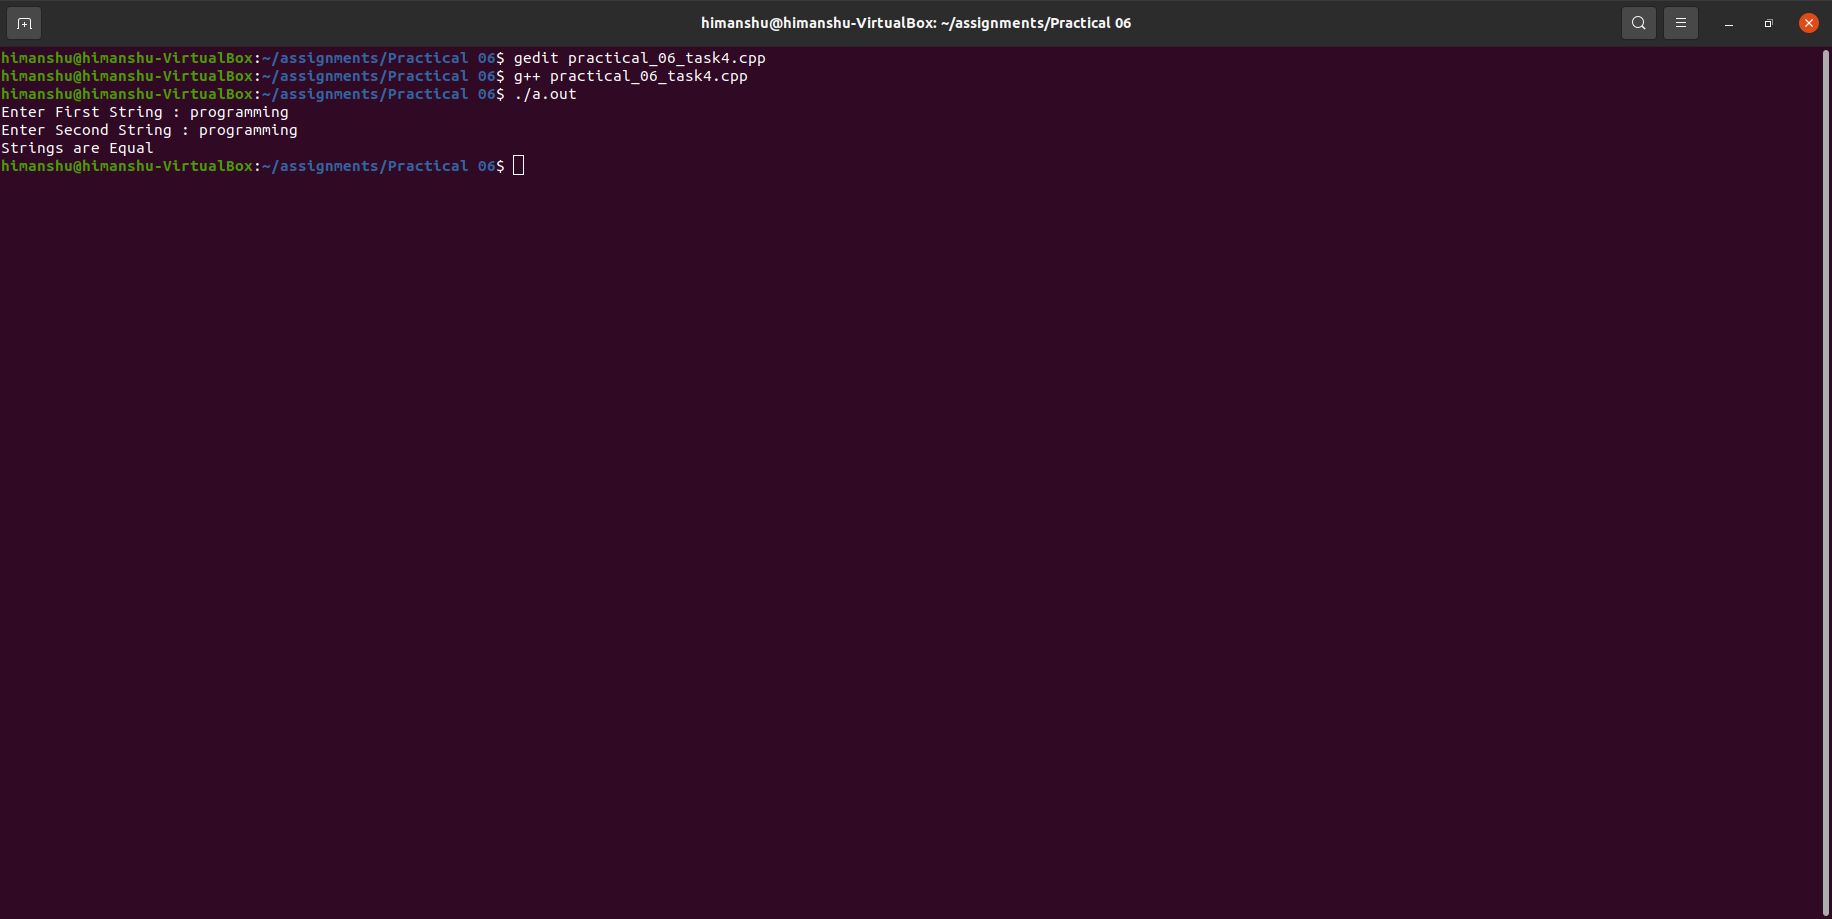 himanshu@himanshu-VirtualBox: ~/assignments/Practical 06
himanshu@himanshu-VirtualBox:~/assignments/Practical 06$ gedit practical_06_task4.cpp
himanshu@himanshu-VirtualBox:~/assignments/Practical 06$ g++ practical_06_task4.cpp
himanshu@himanshu-VirtualBox:~/assignments/Practical 06$ ./a.out
Enter First String : programming
Enter Second String : programming
Strings are Equal
himanshu@himanshu-VirtualBox:~/assignments/Practical 06$